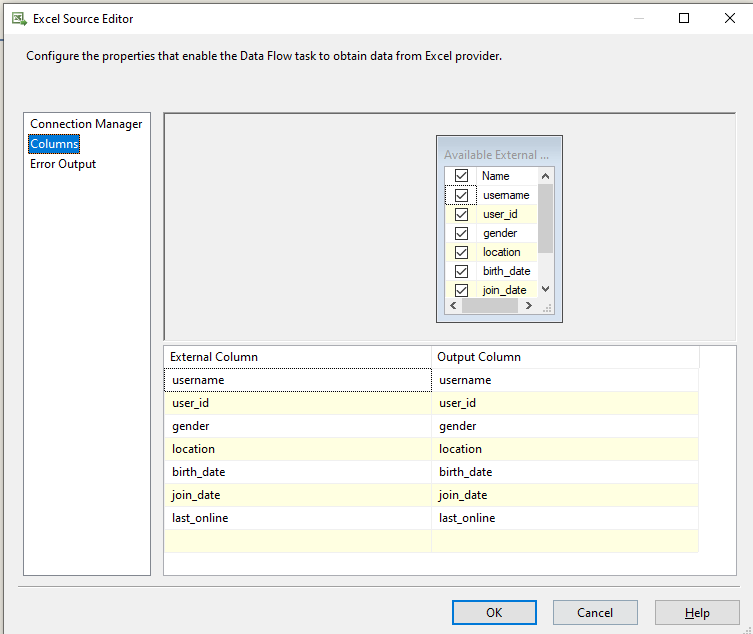 Excel Source Editor
Configure the properties that enable the Data Flow task to obtain data from Excel provider.
Connection Manager
Columns
Error Output
Available External ...
Name
username
user_id
gender
location
birth_date
join_date
External Column Output Column
username username
user_id user_id
gender gender
location location
birth_date birth_date
join_date join_date
last_online last_online
OK Cancel Help